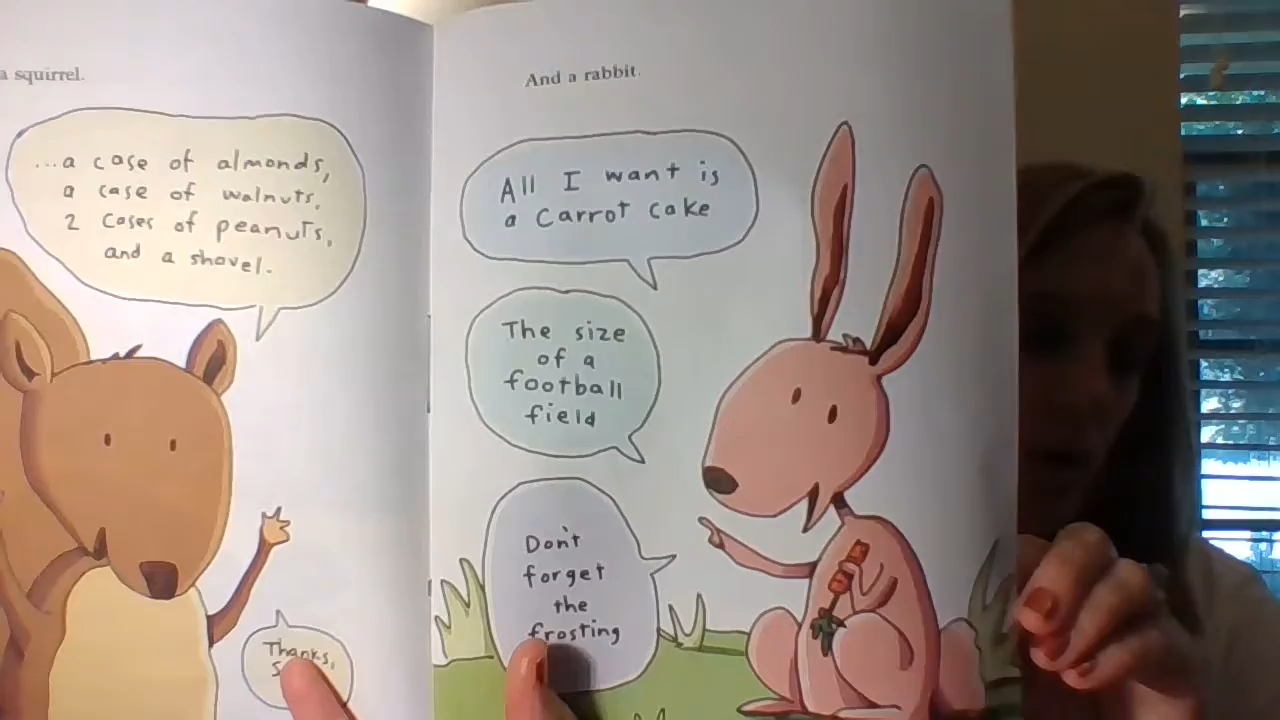 a squirrel.
...a case of almonds,
a case of walnuts,
2 cases of peanuts,
and a shovel.
Thanks,
And a rabbit.
All I want is
a carrot cake
The size
of a
football
field
Don't
forget
the
frosting